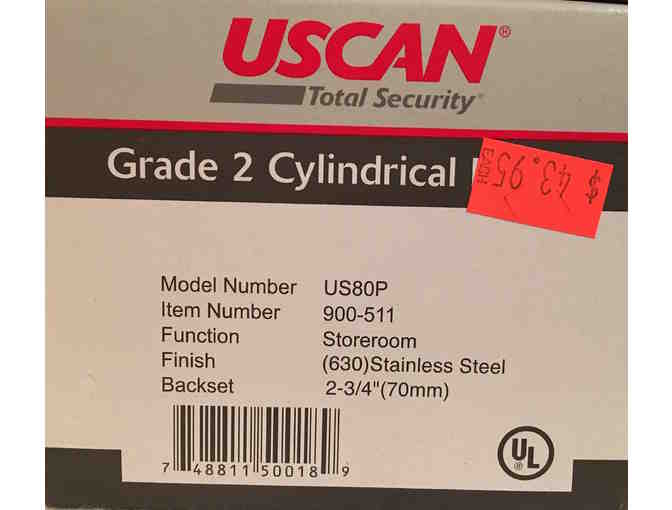 USCAN®
Total Security®
Grade 2 Cylindrical
$ 43.95
EACH
Model Number US80P
Item Number 900-511
Function Storeroom
Finish (630)Stainless Steel
Backset 2-3/4"(70mm)
7 48811 50018 9
UL